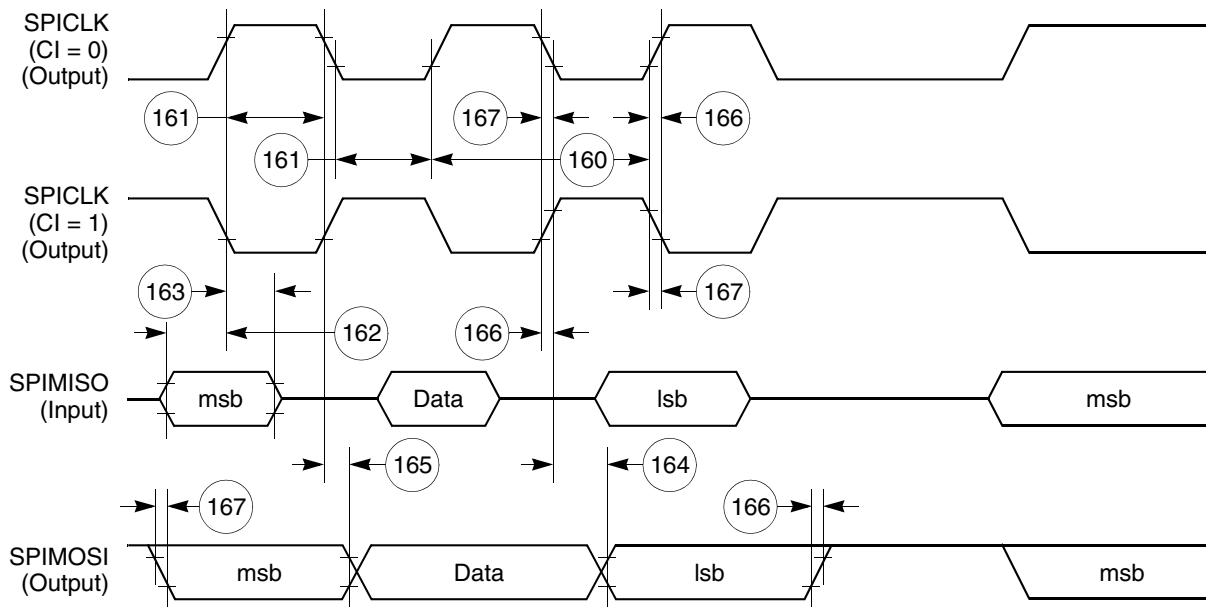 SPICLK
(CI = 0)
(Output)
161
167
166
161
160
SPICLK
(CI = 1)
(Output)
163
167
162
166
SPIMISO
(Input)
msb
Data
lsb
msb
165
164
167
166
SPIMOSI
(Output)
msb
Data
lsb
msb